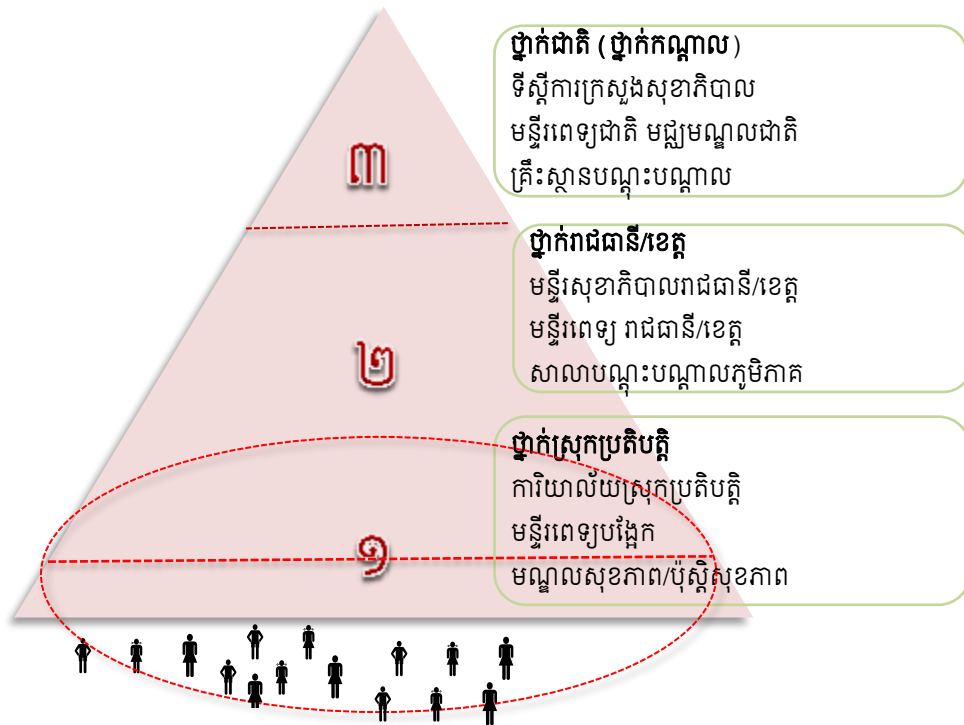 ថ្នាក់ជាតិ (ថ្នាក់កណ្តាល)
ទីស្តីការក្រសួងសុខាភិបាល
មន្ទីរពេទ្យជាតិ មជ្ឈមណ្ឌលជាតិ
គ្រឹះស្ថានបណ្តុះបណ្តាល
៣
ថ្នាក់រាជធានី/ខេត្ត
មន្ទីរសុខាភិបាលរាជធានី/ខេត្ត
មន្ទីរពេទ្យ រាជធានី/ខេត្ត
សាលាបណ្តុះបណ្តាលភូមិភាគ
២
ថ្នាក់ស្រុកប្រតិបត្តិ
ការិយាល័យស្រុកប្រតិបត្តិ
មន្ទីរពេទ្យបង្អែក
មណ្ឌលសុខភាព/ប៉ុស្តិ៍សុខភាព
១